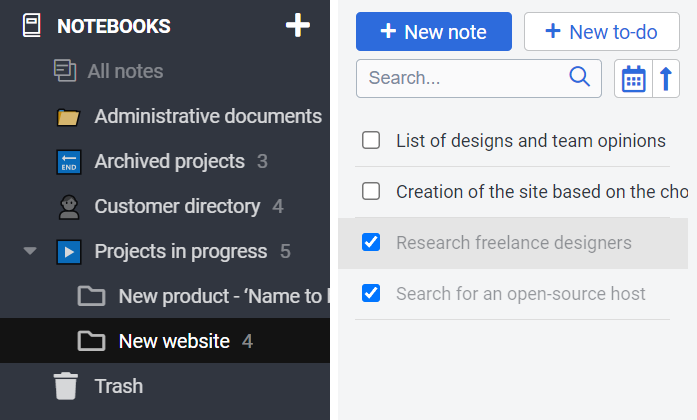 NOTEBOOKS
All notes
Administrative documents
END Archived projects 3
Customer directory 4
Projects in progress 5
New product - ‘Name to
New website 4
Trash
New note
New to-do
Search...
List of designs and team opinions
Creation of the site based on the cho
Research freelance designers
Search for an open-source host